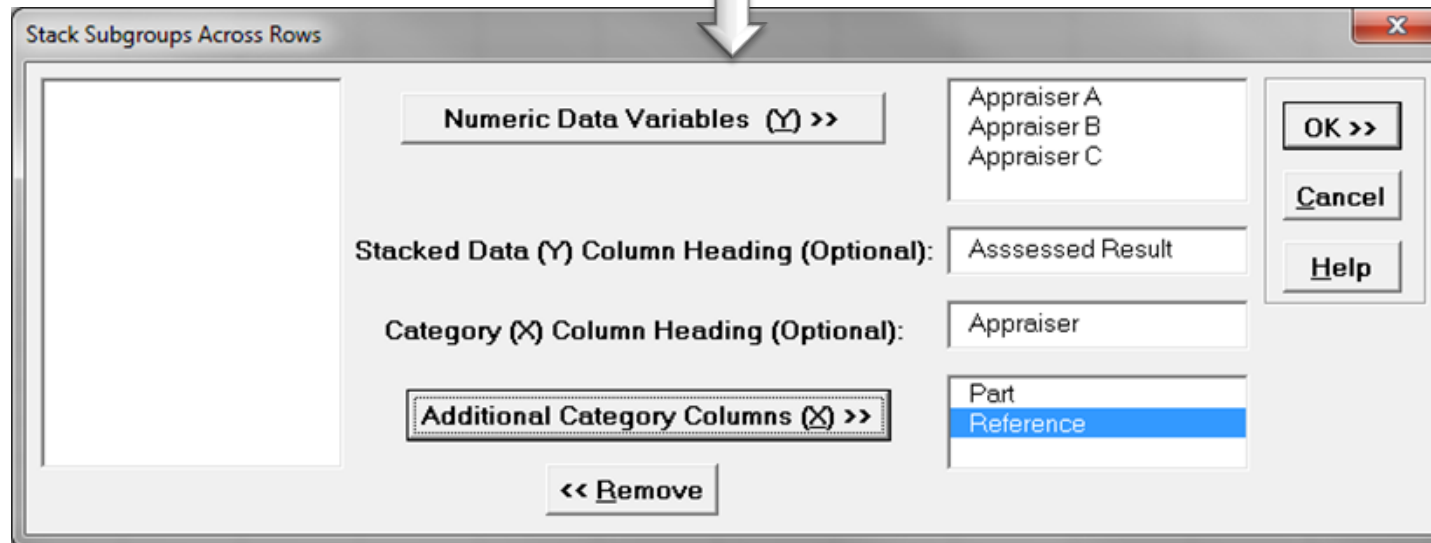 Stack Subgroups Across Rows
x
Numeric Data Variables (Y) >>
Appraiser A
Appraiser B
Appraiser C
OK >>
Cancel
Help
Stacked Data (Y) Column Heading (Optional):
Asssessed Result
Category (X) Column Heading (Optional):
Appraiser
Additional Category Columns (X) >>
Part
Reference
<< Remove